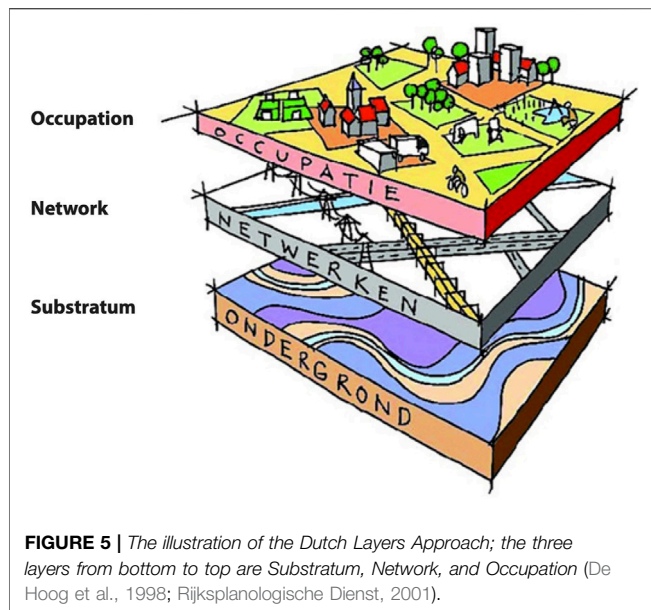 Occupation
OCCUPATIE
Network
NETWERKEN
Substratum
ONDERGROND
FIGURE 5 | The illustration of the Dutch Layers Approach; the three
layers from bottom to top are Substratum, Network, and Occupation (De
Hoog et al., 1998; Rijksplanologische Dienst, 2001).